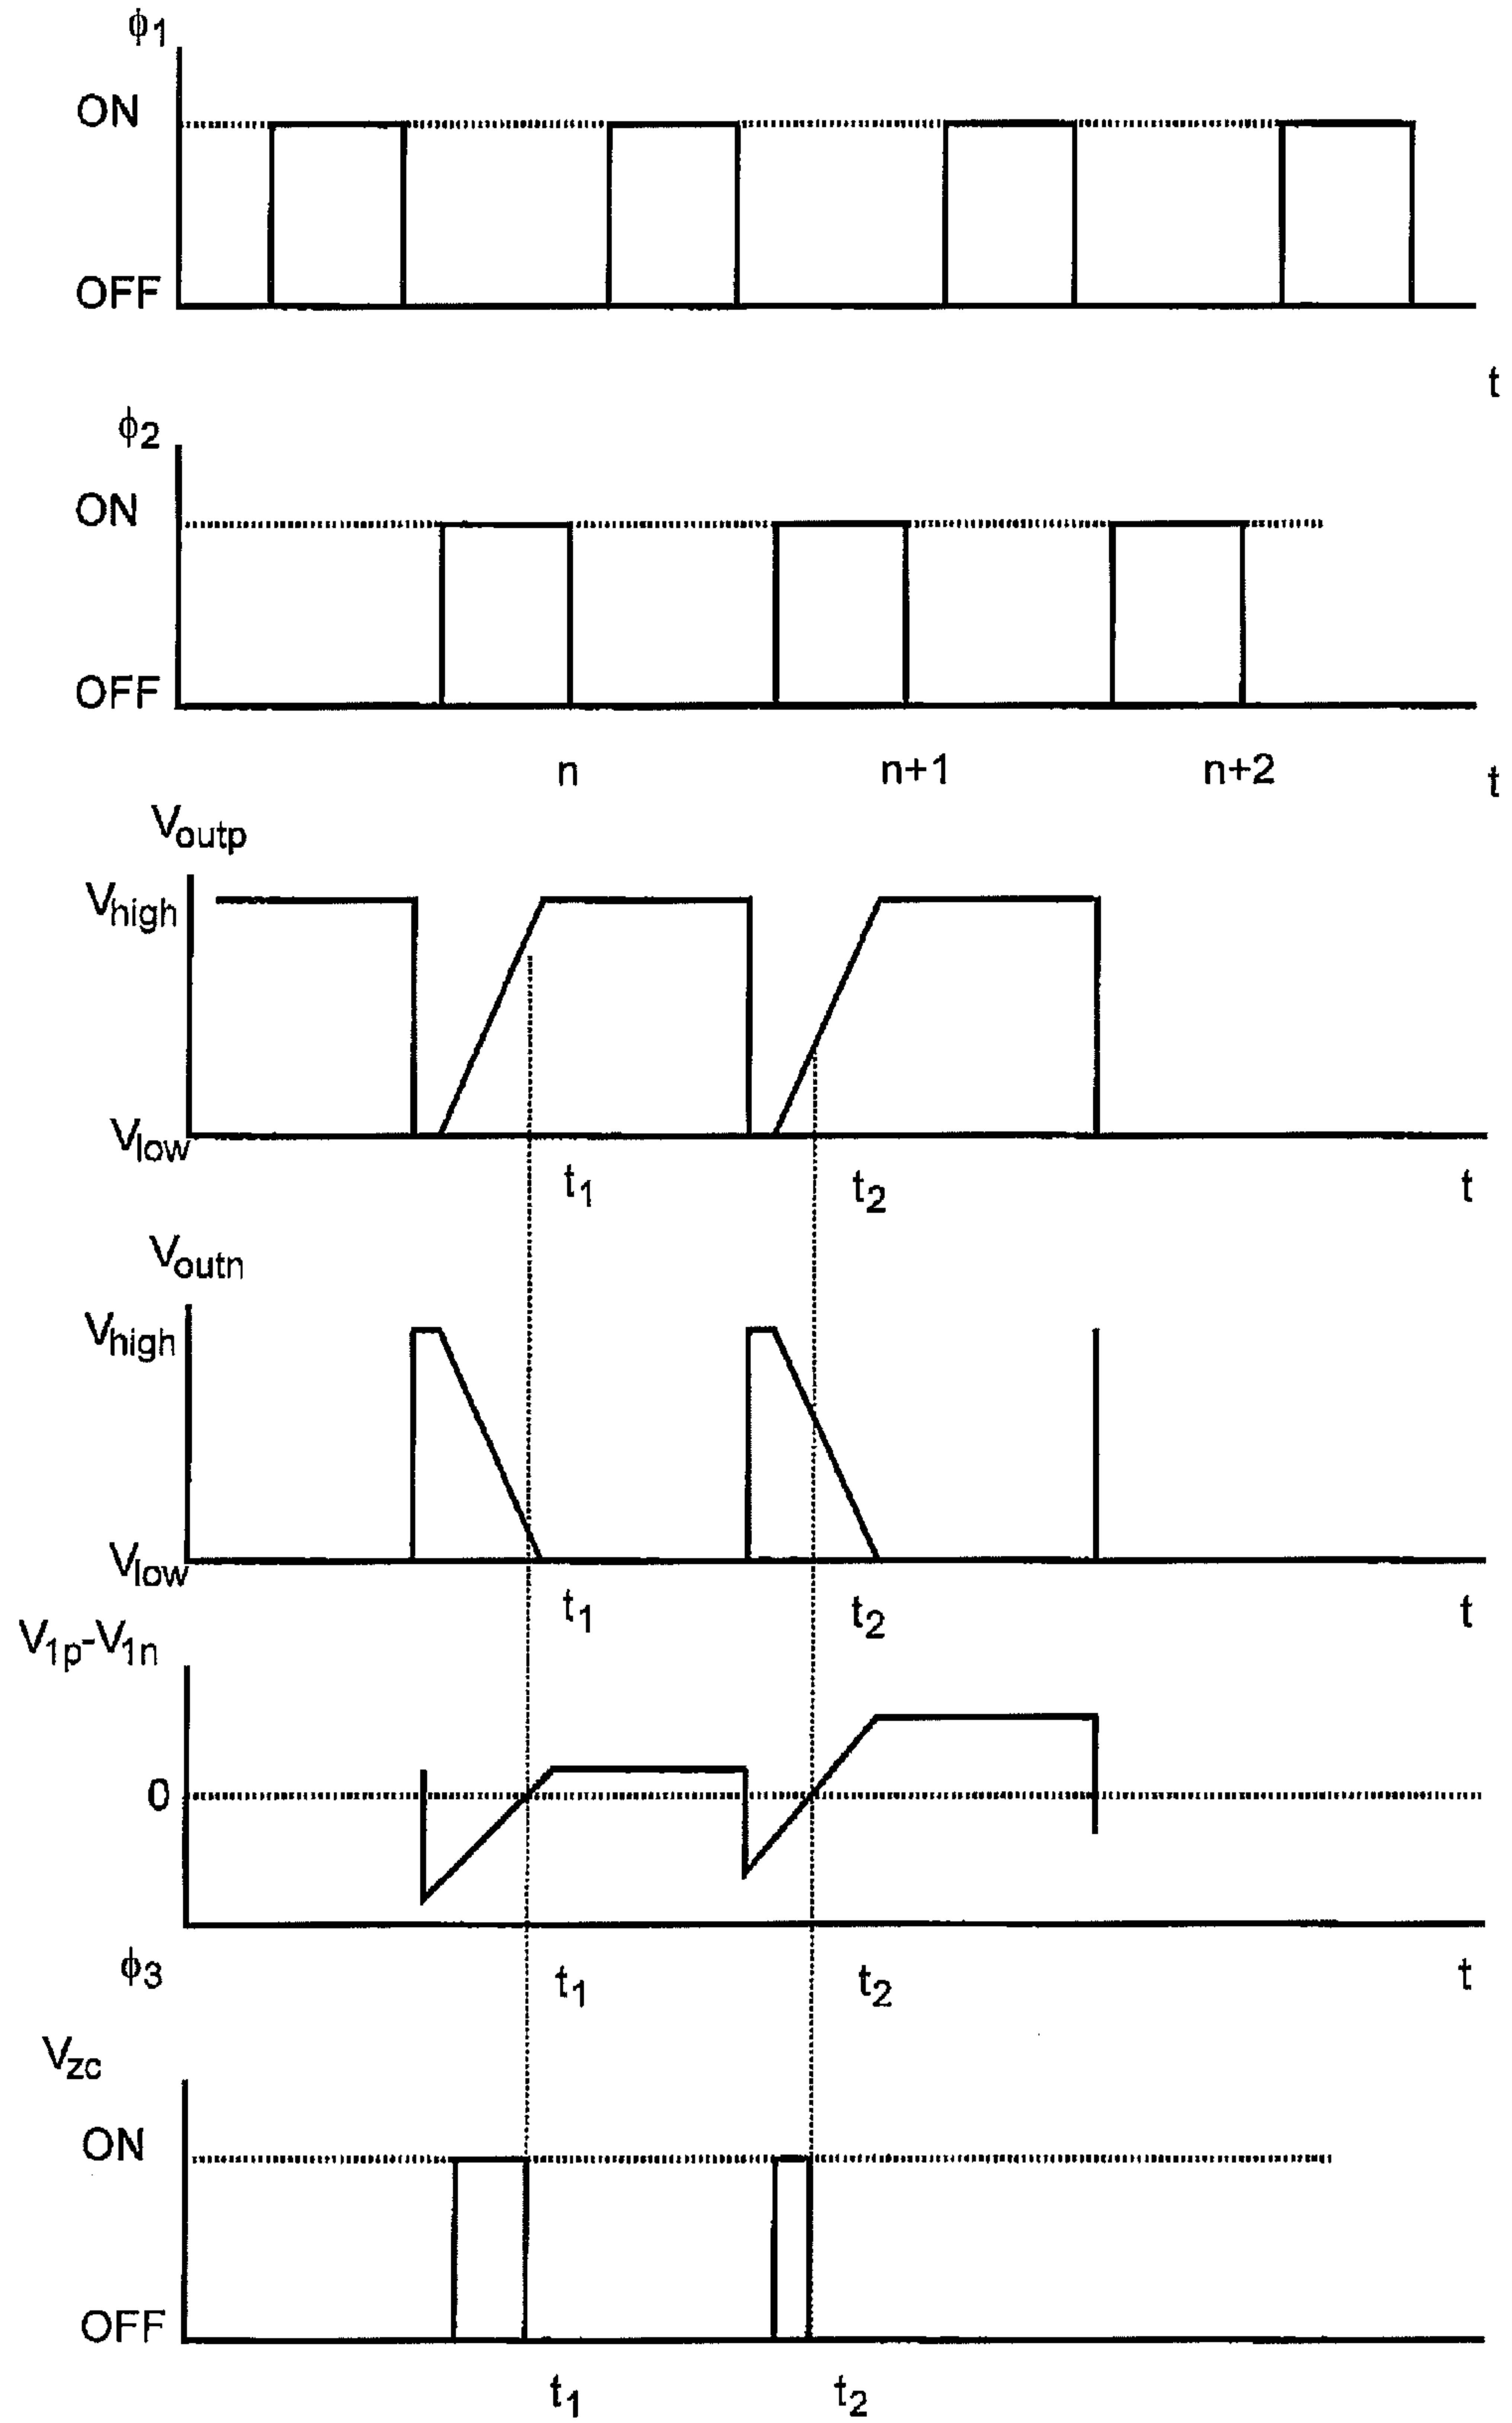 ϕ1
ON
OFF
t
ϕ2
ON
OFF
n n+1 n+2 t
Voutp
Vhigh
Vlow
t1 t2 t
Voutn
Vhigh
Vlow
t1 t2 t
V1p-V1n
0
ϕ3 t1 t2 t
Vzc
ON
OFF
t1 t2